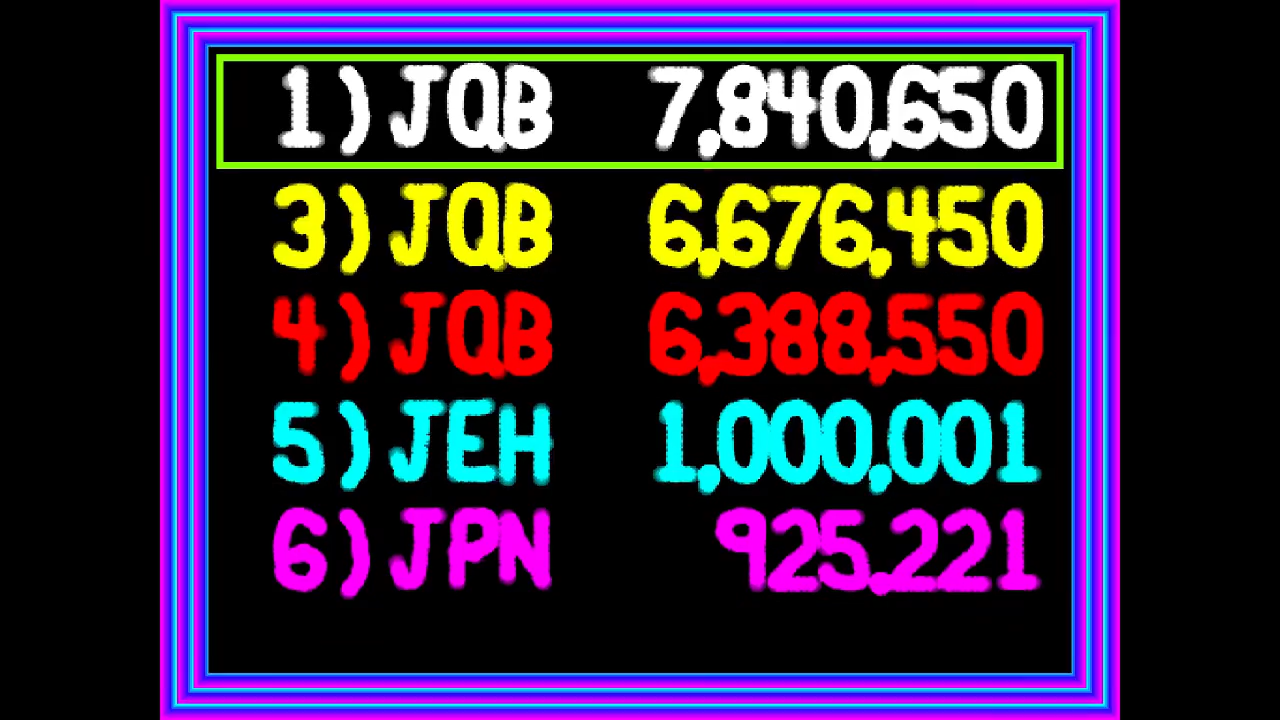 1) JQB 7,840,650
3) JQB 6,676,450
4) JQB 6,388,550
5) JEH 1,000,001
6) JPN 925,221